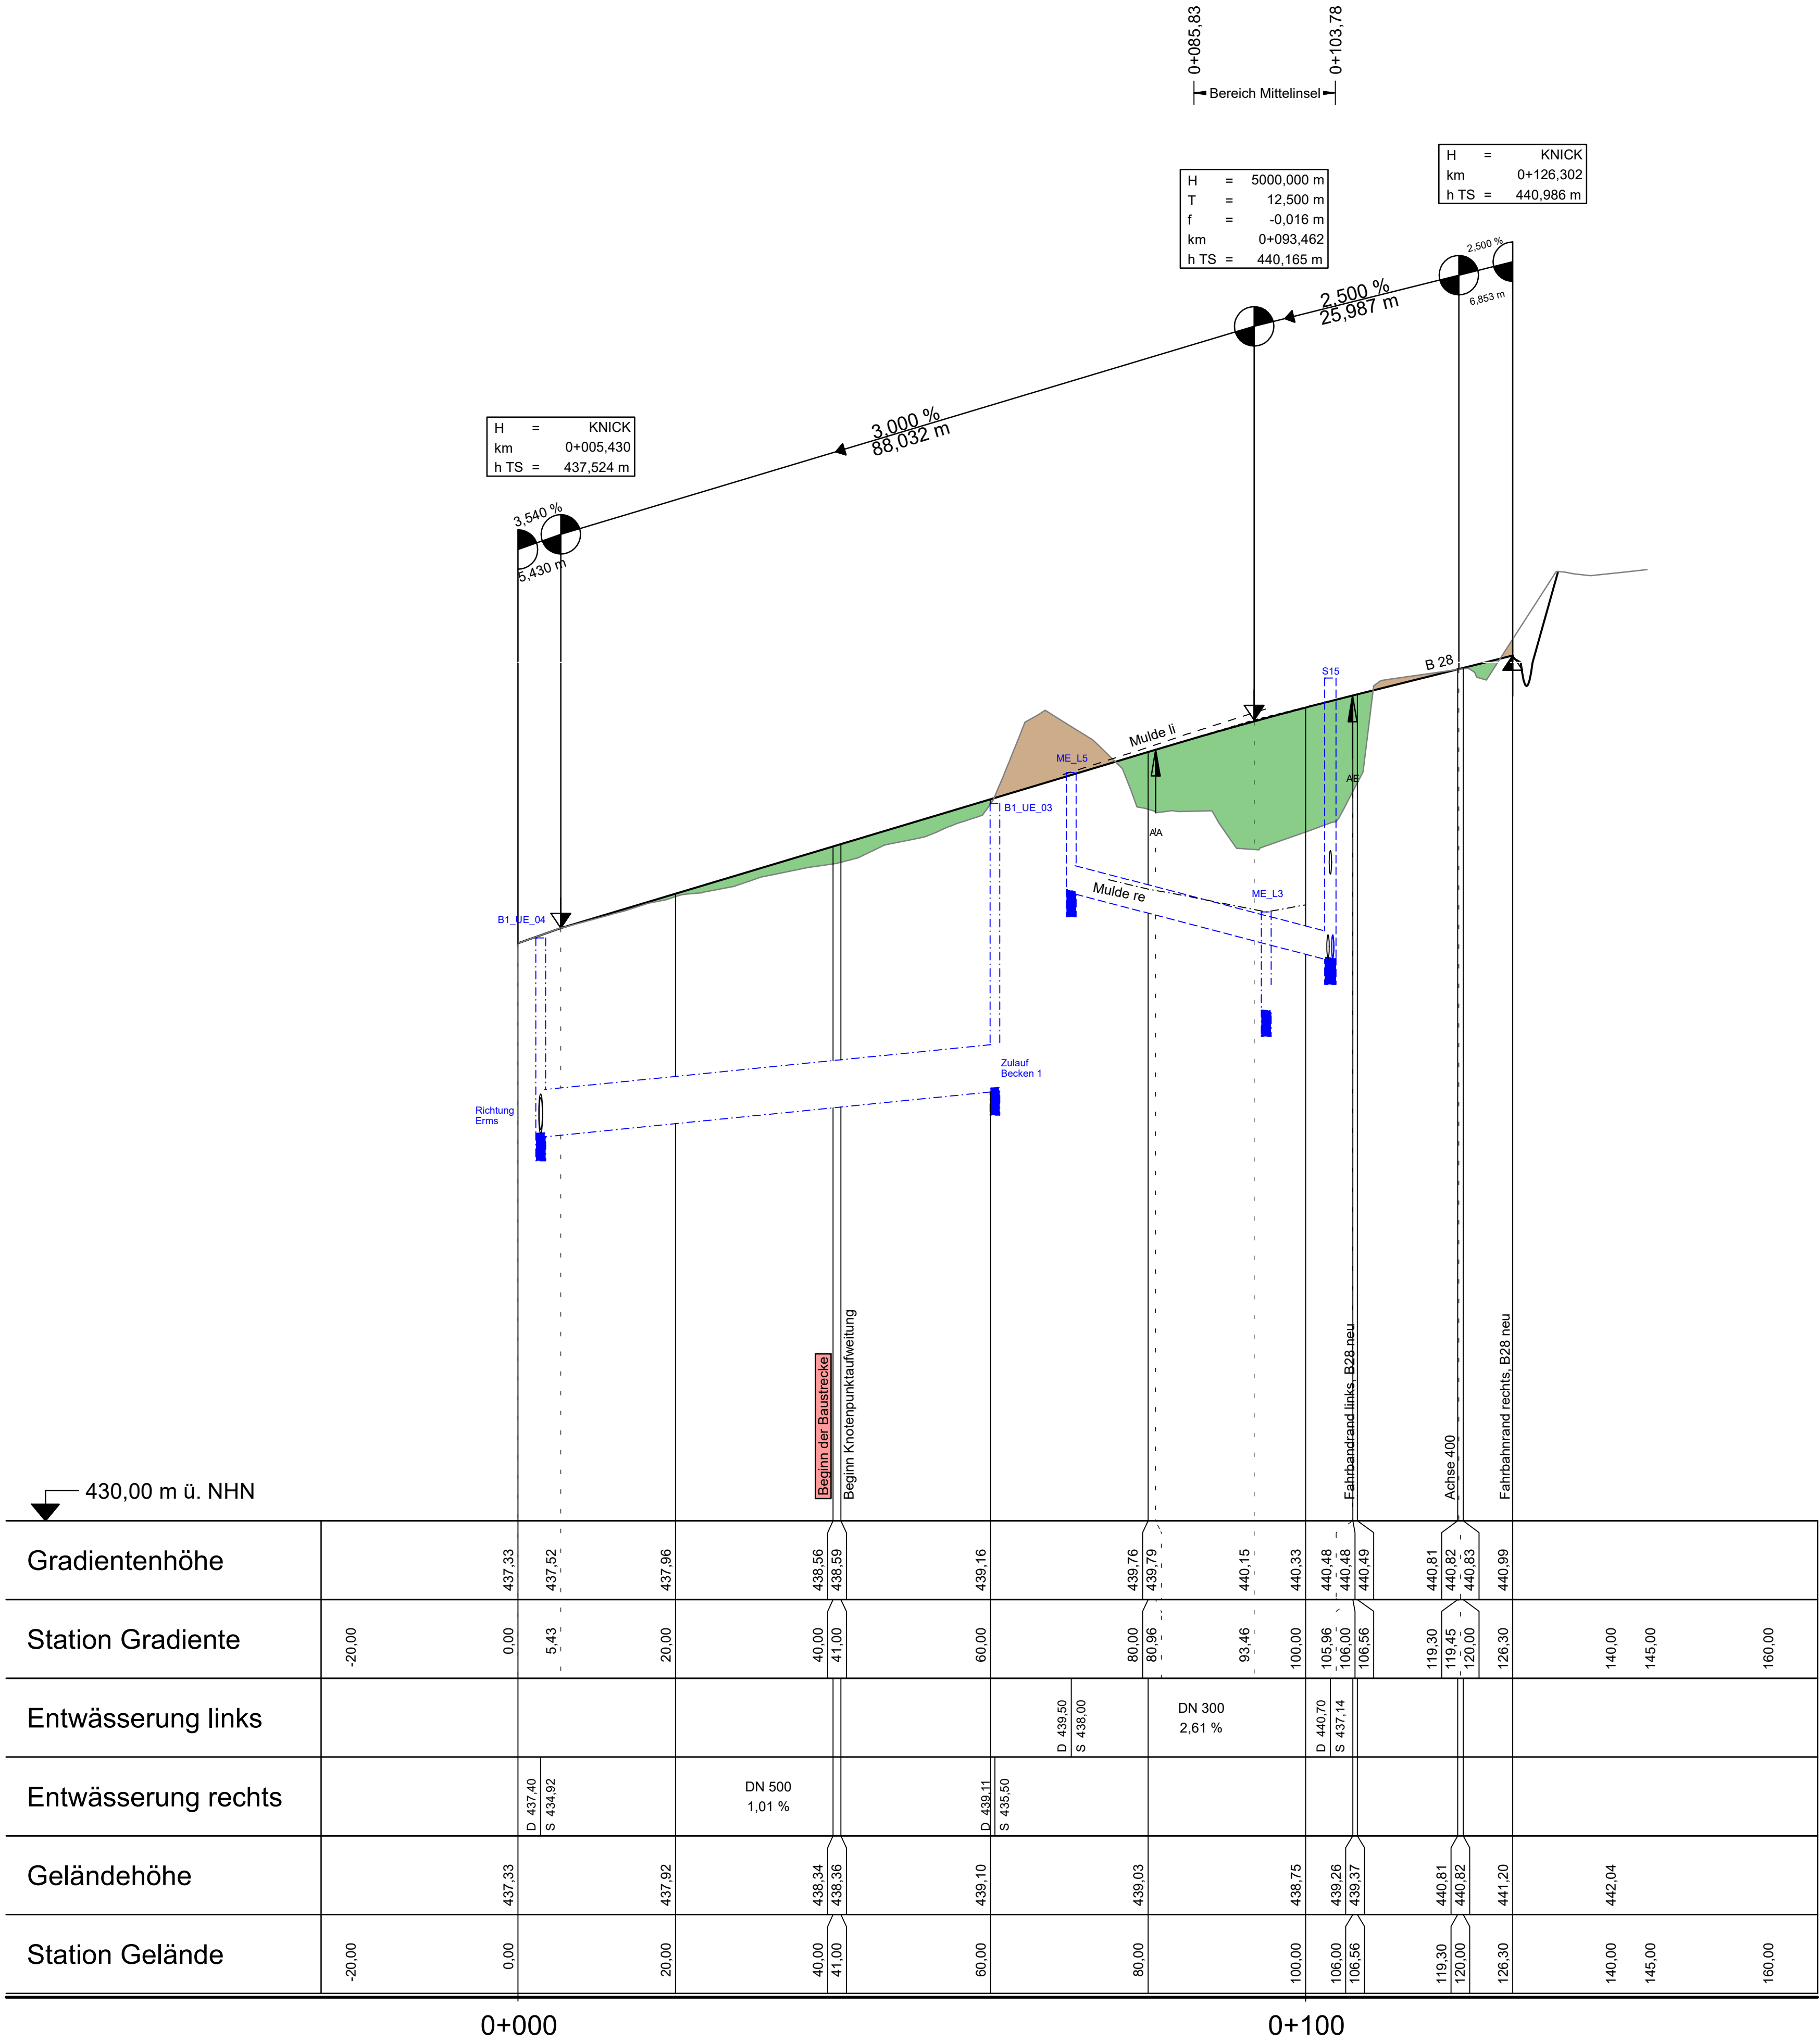 0+085,83
0+103,78
Bereich Mittelinsel
H = KNICK
km 0+126,302
h TS = 440,986 m
H = 5000,000 m
T = 12,500 m
f = -0,016 m
km 0+093,462
h TS = 440,165 m
2,500 %
6,853 m
2,500 %
25,987 m
3,000 %
88,032 m
H = KNICK
km 0+005,430
h TS = 437,524 m
3,540 %
5,430 m
B 28
S15
Mulde li
ME_L5
AE
B1_UE_03
AA
Mulde re
ME_L3
B1_UE_04
Zulauf
Becken 1
Richtung
Erms
Beginn der Baustrecke
Beginn Knotenpunktaufweitung
Fahrbandrand links, B28 neu
Achse 400
Fahrbahnrand rechts, B28 neu
430,00 m ü. NHN
Gradientenhöhe 437,33 437,52 437,96 438,56 438,59 439,16 439,76 439,79 440,15 440,33 440,48 440,48 440,49 440,81 440,82 440,83 440,99
Station Gradiente -20,00 0,00 5,43 20,00 40,00 41,00 60,00 80,00 80,96 93,46 100,00 105,96 106,00 106,56 119,30 119,45 120,00 126,30 140,00 145,00 160,00
Entwässerung links D 439,50 S 438,00 DN 300 2,61 % D 440,70 S 437,14
Entwässerung rechts D 437,40 S 434,92 DN 500 1,01 % D 439,11 S 435,50
Geländehöhe 437,33 437,92 438,34 438,36 439,10 439,03 438,75 439,26 439,37 440,81 440,82 441,20 442,04
Station Gelände -20,00 0,00 20,00 40,00 41,00 60,00 80,00 100,00 106,00 106,56 119,30 120,00 126,30 140,00 145,00 160,00
0+000 0+100